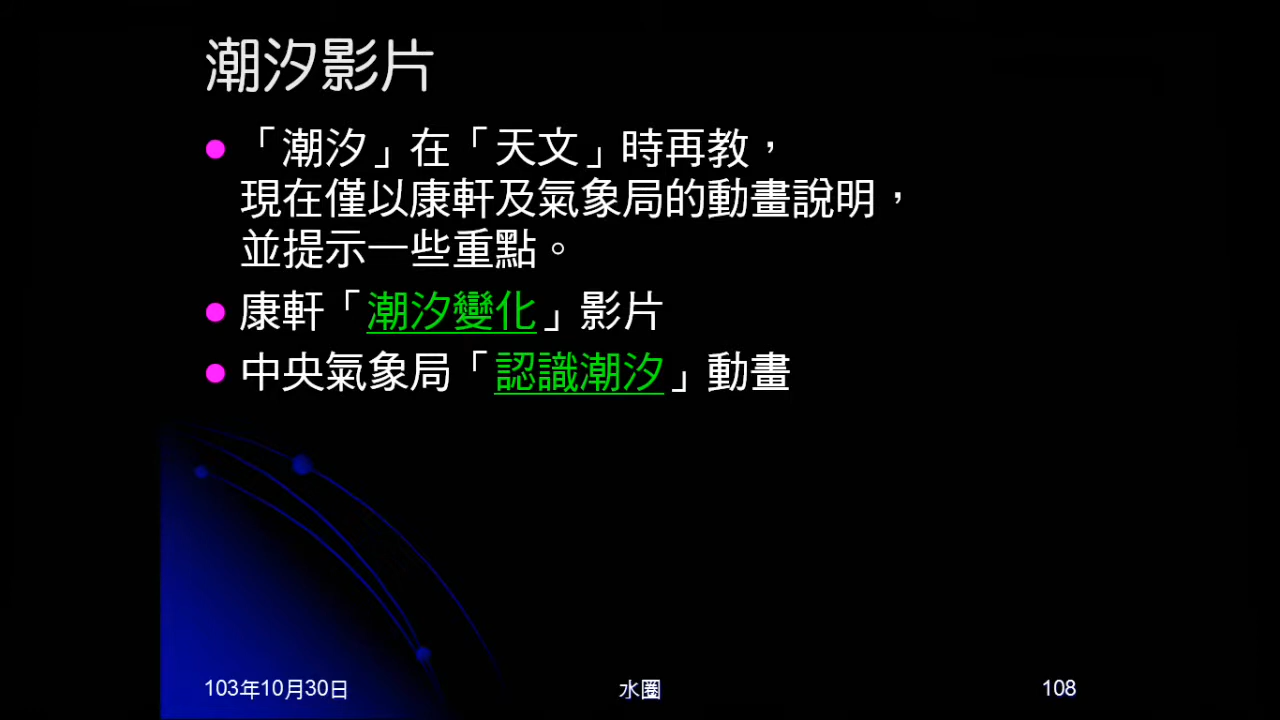 潮汐影片
「潮汐」在「天文」時再教，
現在僅以康軒及氣象局的動畫說明，
並提示一些重點。
康軒「潮汐變化」影片
中央氣象局「認識潮汐」動畫
103年10月30日
水圈
108